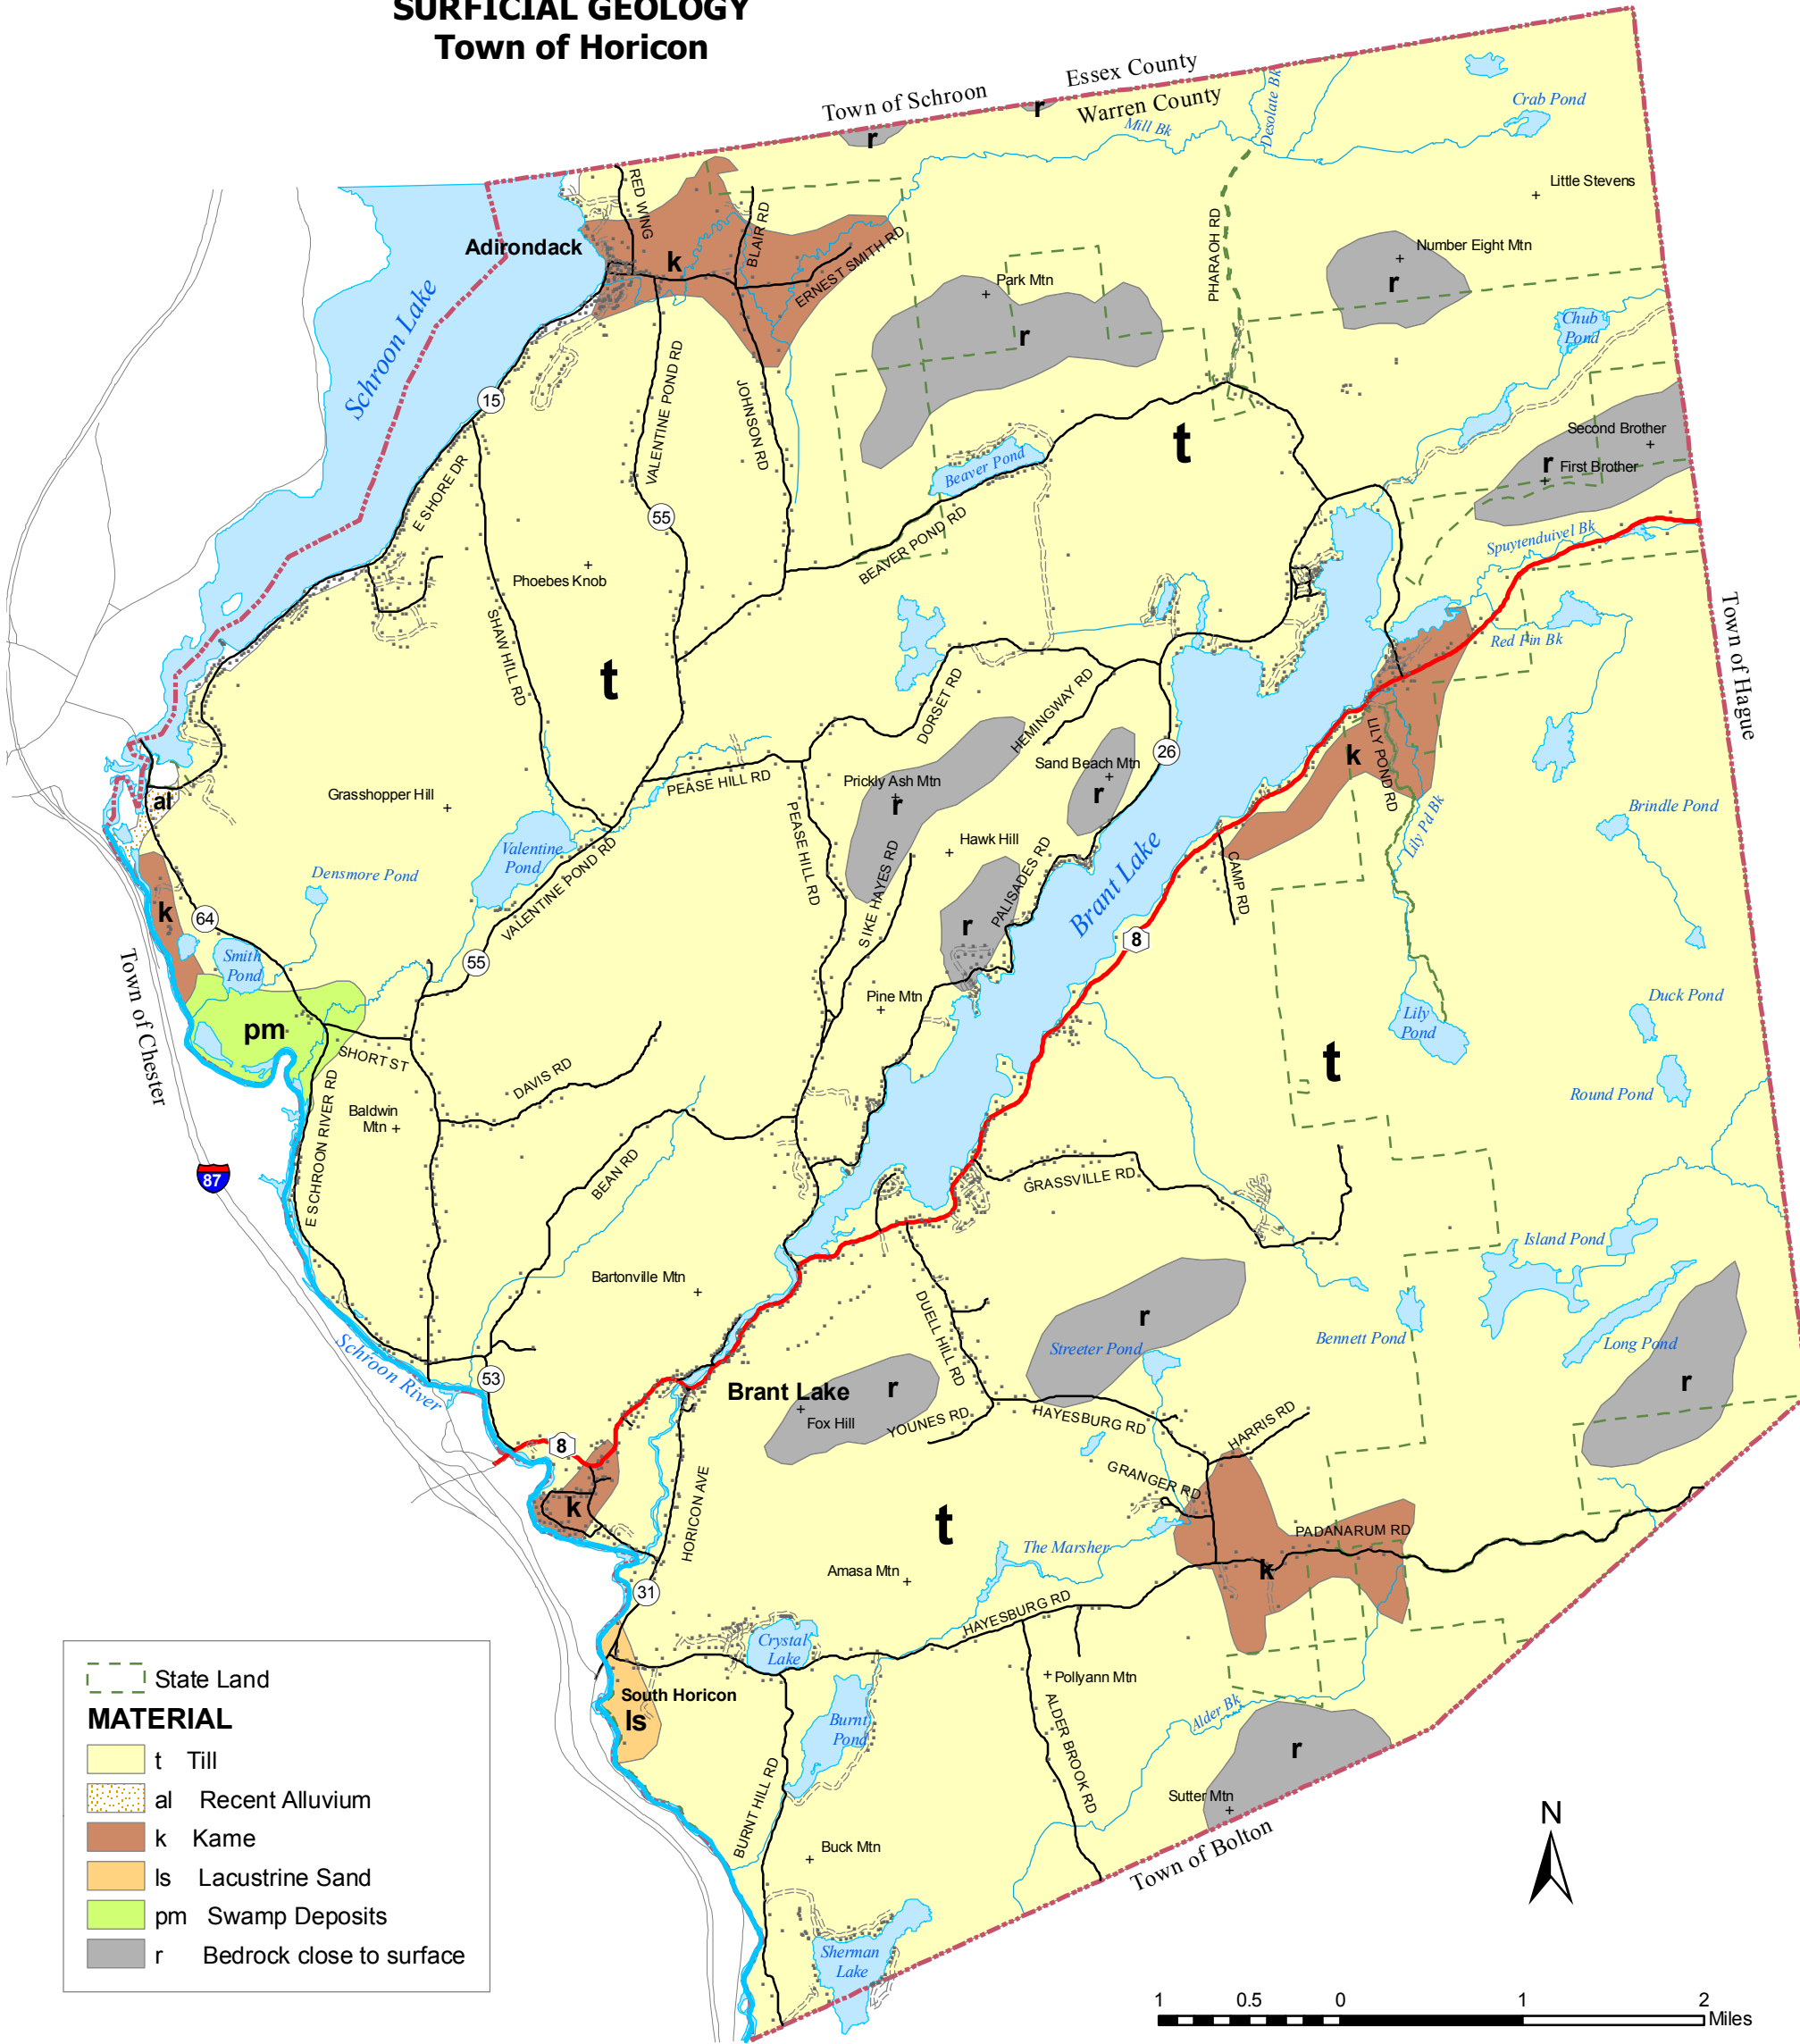 SURFICIAL GEOLOGY
Town of Horicon
Essex County
Town of Schroon
Warren County
Desolate Bk
Mill Bk
Crab Pond
r
r
Little Stevens
RED WING
BLAIR RD
PHARAOH RD
Adirondack
k
ERNEST SMITH RD
Number Eight Mtn
r
Park Mtn
r
Schroon Lake
Chub
Pond
15
VALENTINE POND RD
JOHNSON RD
t
Second Brother
r
First Brother
Beaver Pond
E SHORE DR
55
BEAVER POND RD
Spuytenduivel Bk
Phoebes Knob
Town of Hague
Red Pin Bk
SHAW HILL RD
t
DORSET RD
HEMINGWAY RD
26
LILY POND RD
k
Sand Beach Mtn
r
PEASE HILL RD
Prickly Ash Mtn
r
Grasshopper Hill
al
Brindle Pond
Lily Pd Bk
PEASE HILL RD
Hawk Hill
Valentine
Pond
Densmore Pond
VALENTINE POND RD
SIKE HAYES RD
PALISADES RD
Brant Lake
CAMP RD
k
64
r
8
Smith
Pond
55
Town of Chester
Pine Mtn
Duck Pond
Lily
Pond
pm
SHORT ST
t
DAVIS RD
E SCHROON RIVER RD
Round Pond
Baldwin
Mtn
87
BEAN RD
GRASSVILLE RD
Island Pond
Bartonville Mtn
DUELL HILL RD
r
Streeter Pond
Bennett Pond
Long Pond
r
Schroon River
53
Brant Lake
r
Fox Hill
YOUNES RD
HAYESBURG RD
HARRIS RD
8
GRANGER RD
k
HORICON AVE
t
PADANARUM RD
The Marsher
k
Amasa Mtn
31
HAYESBURG RD
Crystal
Lake
Pollyann Mtn
South Horicon
ls
Burnt
Pond
ALDER BROOK RD
Alder Bk
r
Sutter Mtn
BURNT HILL RD
Buck Mtn
Town of Bolton
Sherman
Lake
State Land
MATERIAL
t Till
al Recent Alluvium
k Kame
ls Lacustrine Sand
pm Swamp Deposits
r Bedrock close to surface
N
1 0.5 0 1 2
Miles